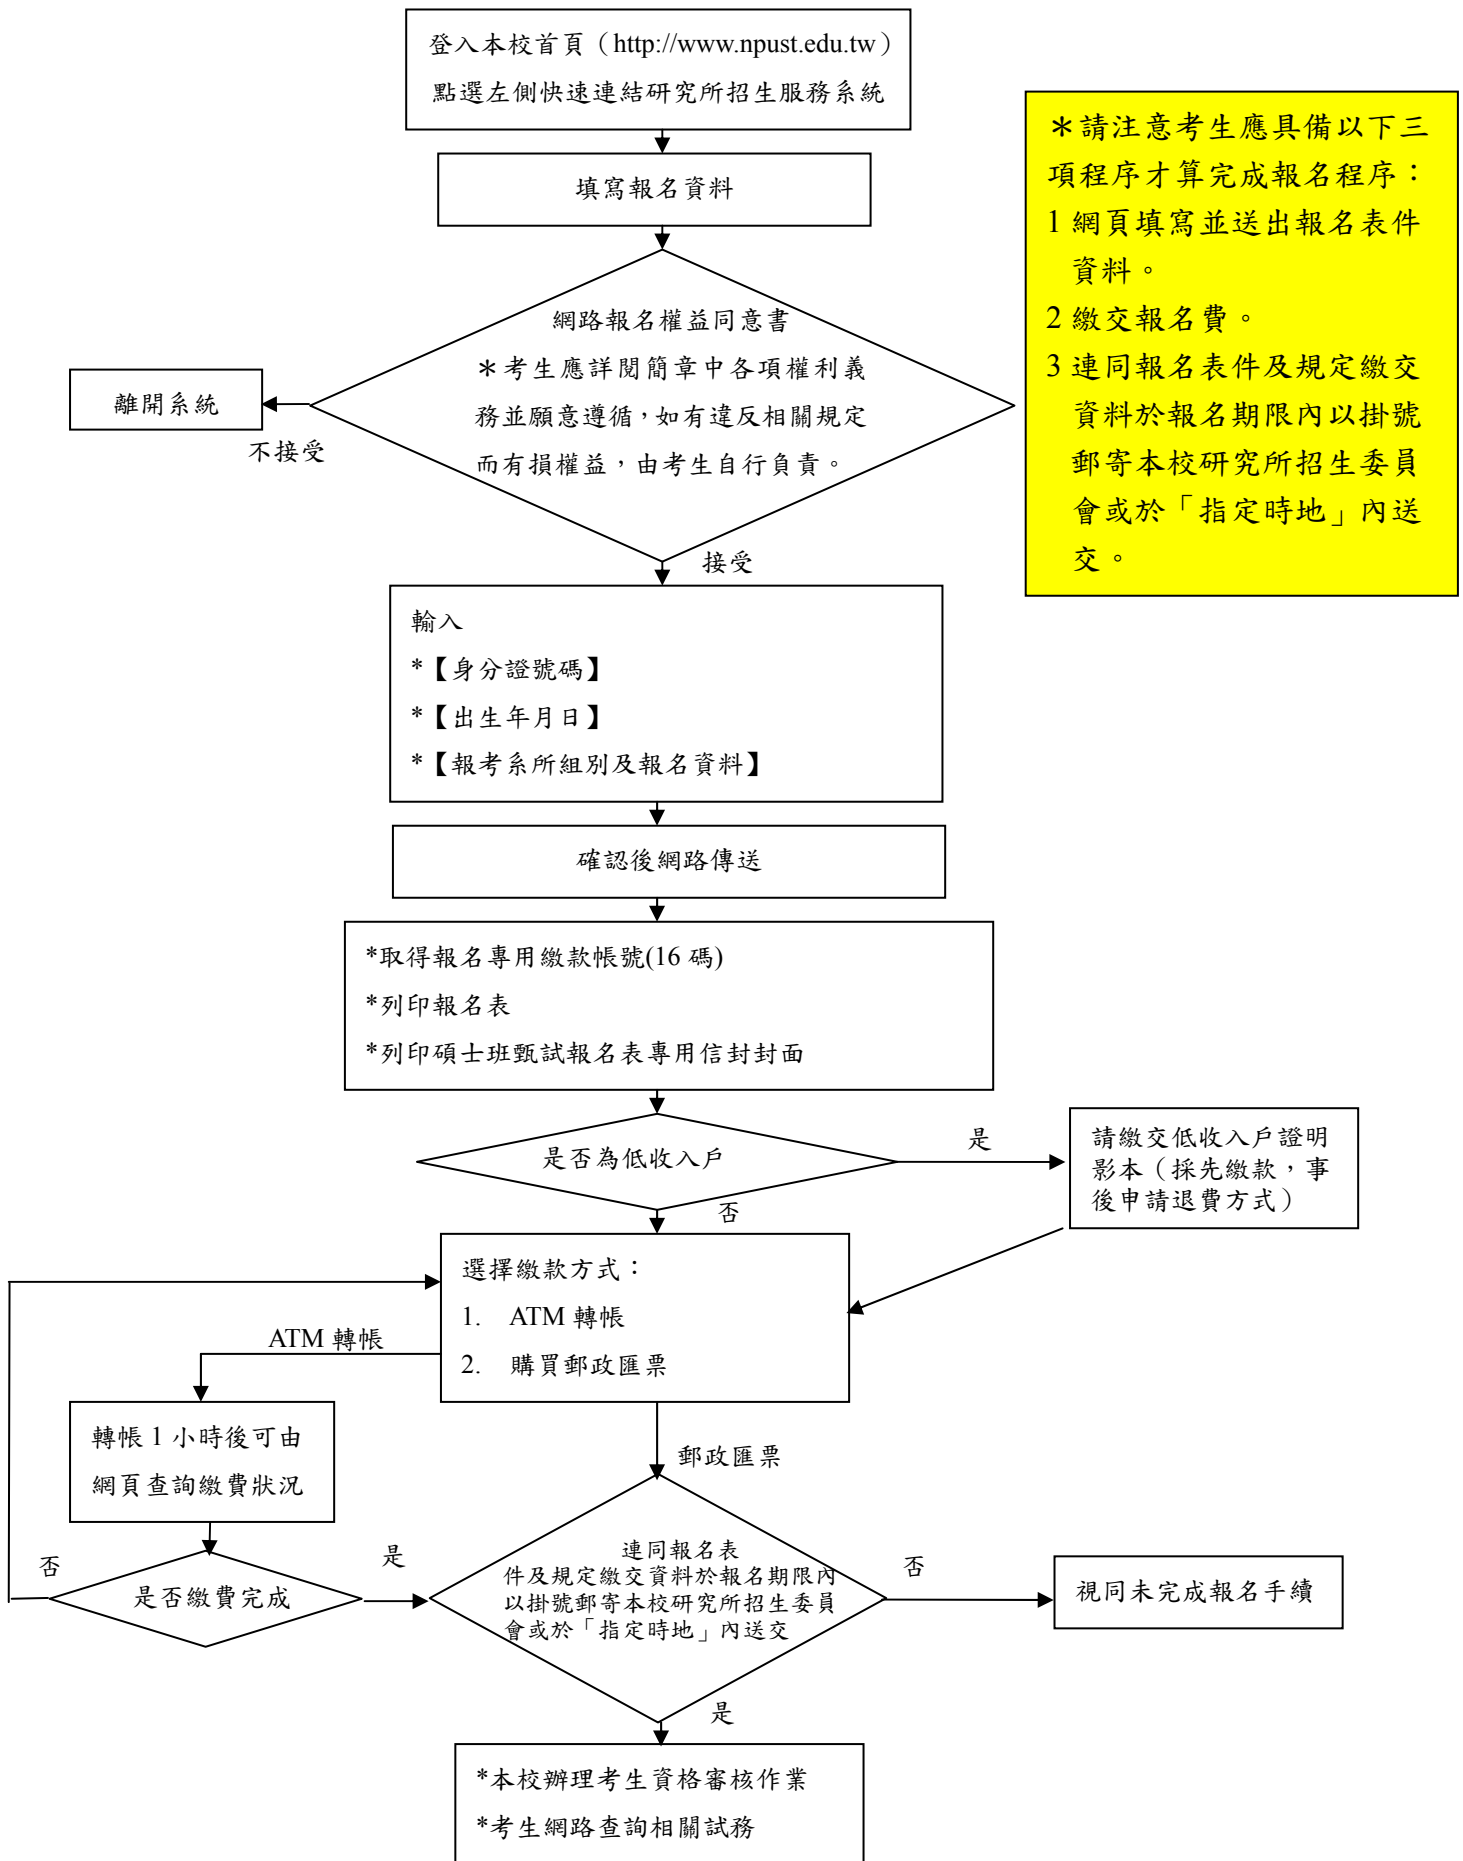 登入本校首頁（http://www.npust.edu.tw）
點選左側快速連結研究所招生服務系統
填寫報名資料
＊請注意考生應具備以下三
項程序才算完成報名程序：
1 網頁填寫並送出報名表件
資料。
2 繳交報名費。
3 連同報名表件及規定繳交
資料於報名期限內以掛號
郵寄本校研究所招生委員
會或於「指定時地」內送
交。
網路報名權益同意書
＊考生應詳閱簡章中各項權利義
務並願意遵循，如有違反相關規定
而有損權益，由考生自行負責。
離開系統
不接受
接受
輸入
*【身分證號碼】
*【出生年月日】
*【報考系所組別及報名資料】
確認後網路傳送
*取得報名專用繳款帳號(16 碼)
*列印報名表
*列印碩士班甄試報名表專用信封封面
是否為低收入戶
是
請繳交低收入戶證明
影本（採先繳款，事
後申請退費方式）
否
選擇繳款方式：
1. ATM 轉帳
2. 購買郵政匯票
ATM 轉帳
轉帳 1 小時後可由
網頁查詢繳費狀況
郵政匯票
否
是否繳費完成
是
連同報名表
件及規定繳交資料於報名期限內
以掛號郵寄本校研究所招生委員
會或於「指定時地」內送交
否
視同未完成報名手續
是
*本校辦理考生資格審核作業
*考生網路查詢相關試務